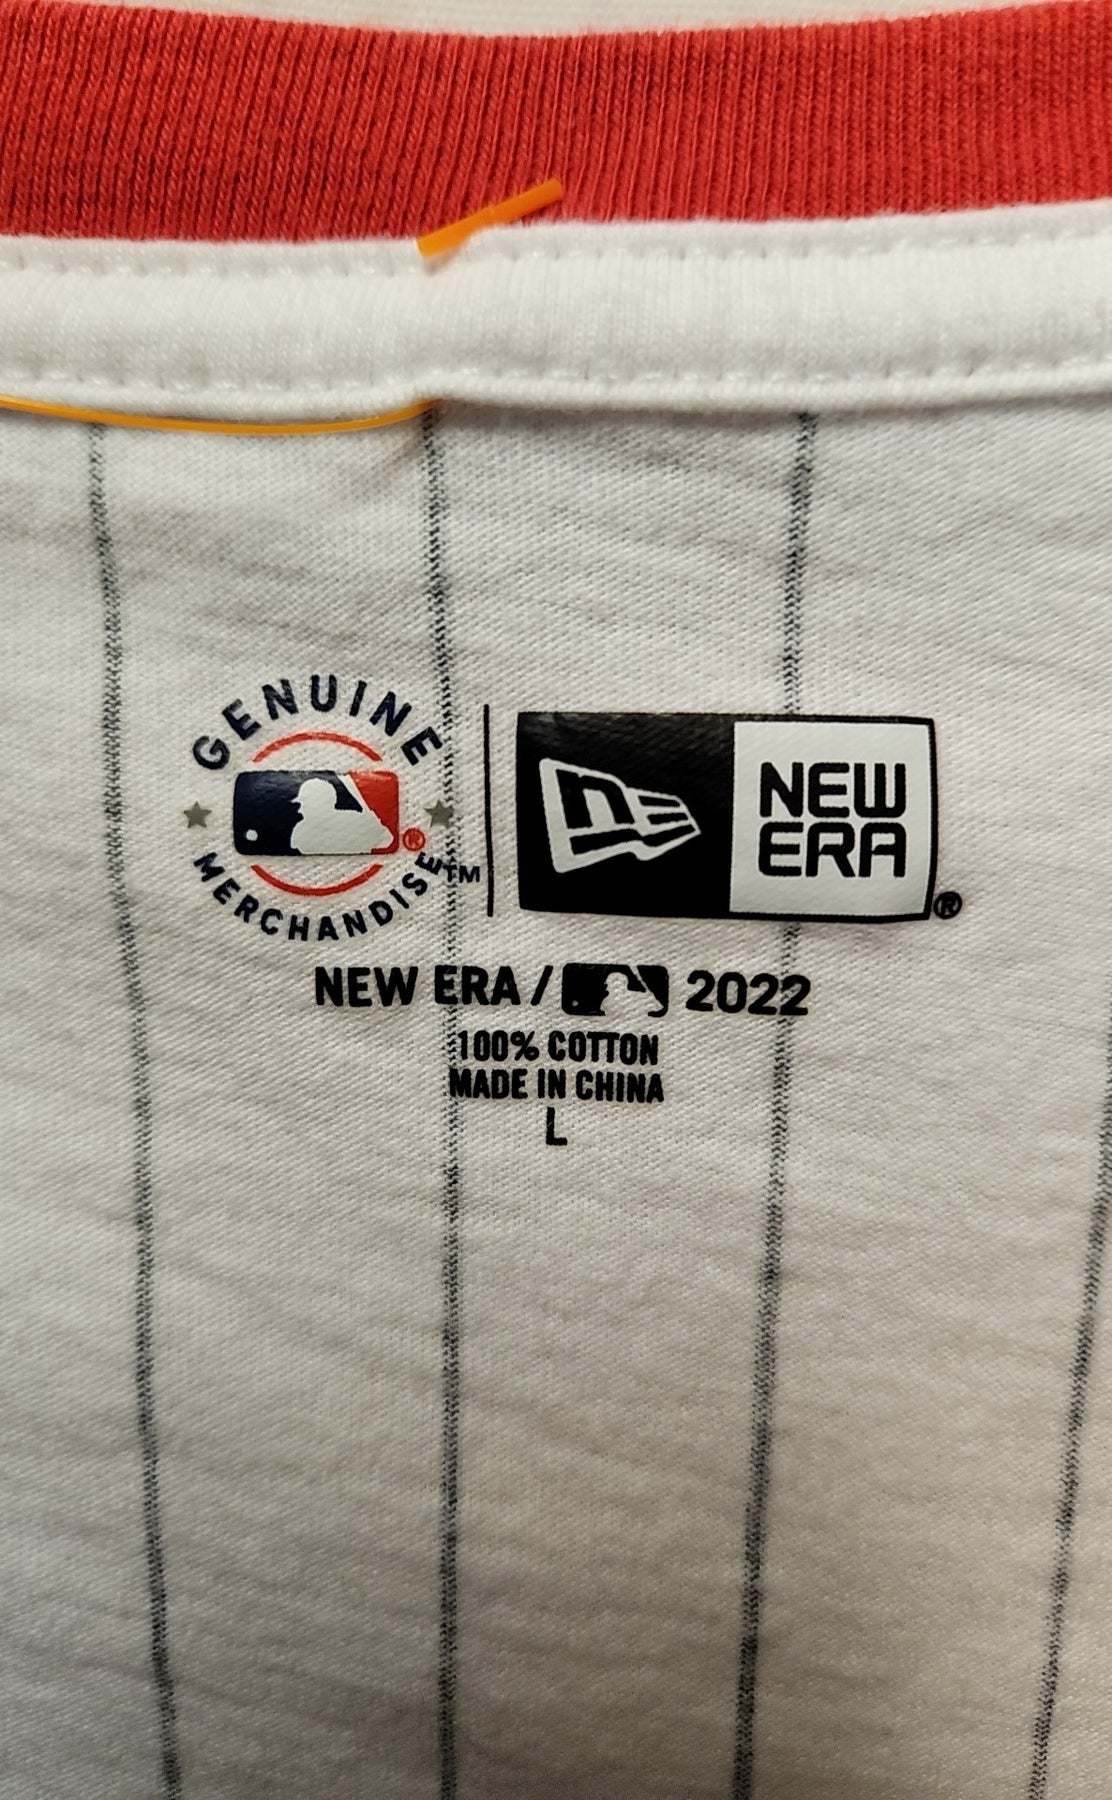 GENUINE
MERCHANDISE™
®
NEW
ERA®
NEW ERA / 2022
100% COTTON
MADE IN CHINA
L